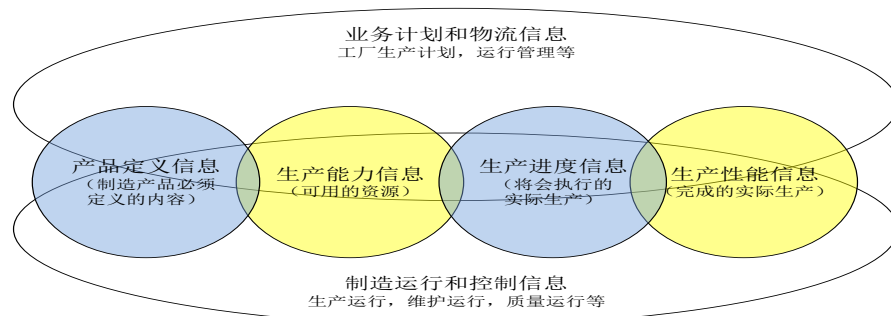 业务计划和物流信息
工厂生产计划，运行管理等
产品定义信息
（制造产品必须
定义的内容）
生产能力信息
（可用的资源）
生产进度信息
（将会执行的
实际生产）
生产性能信息
（完成的实际生产）
制造运行和控制信息
生产运行，维护运行，质量运行等